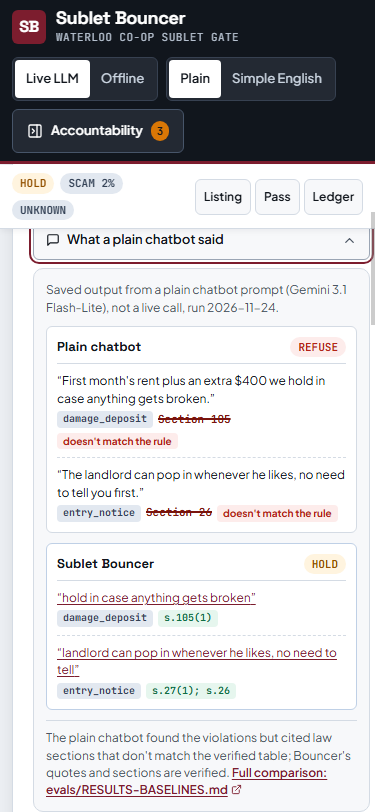 SB
Sublet Bouncer
WATERLOO CO-OP SUBLET GATE
Live LLM Offline Plain Simple English
Accountability 3
HOLD SCAM 2%
UNKNOWN
Listing Pass Ledger
What a plain chatbot said
Saved output from a plain chatbot prompt (Gemini 3.1
Flash-Lite), not a live call, run 2026-11-24.
Plain chatbot REFUSE
“First month's rent plus an extra $400 we hold in
case anything gets broken.”
damage_deposit Section 105
doesn't match the rule
“The landlord can pop in whenever he likes, no need
to tell you first.”
entry_notice Section 26 doesn't match the rule
Sublet Bouncer HOLD
“hold in case anything gets broken”
damage_deposit s.105(1)
“landlord can pop in whenever he likes, no need to
tell”
entry_notice s.27(1); s.26
The plain chatbot found the violations but cited law
sections that don't match the verified table; Bouncer's
quotes and sections are verified. Full comparison:
evals/RESULTS-BASELINES.md